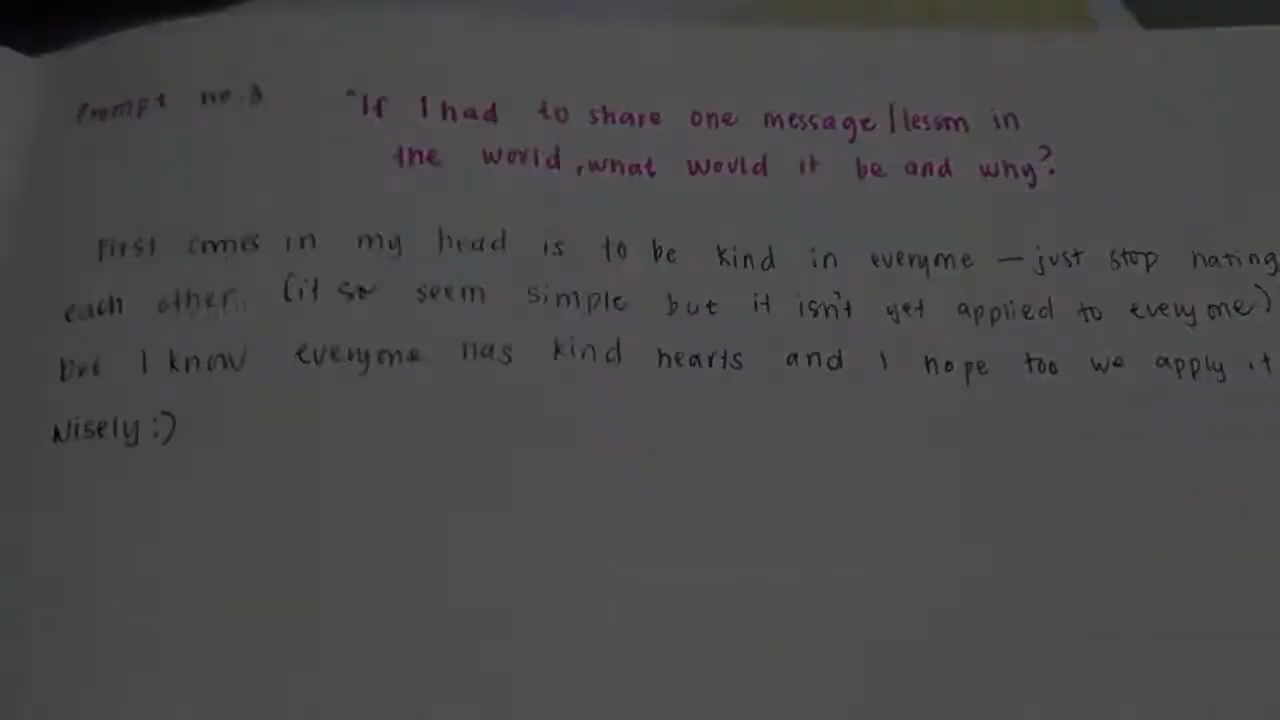 Prompt no.3 "If I had to share one message/lesson in
the world, what would it be and why?
First comes in my head is to be kind in everyone — just stop hating
each other. (it so seem simple but it isn't yet applied to everyone)
but I know everyone has kind hearts and I hope too we apply it
wisely :)